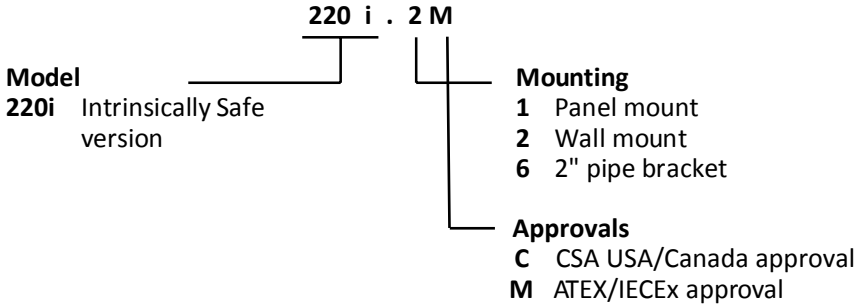 220 i . 2 M
Model
220i Intrinsically Safe
version
Mounting
1 Panel mount
2 Wall mount
6 2" pipe bracket
Approvals
C CSA USA/Canada approval
M ATEX/IECEx approval